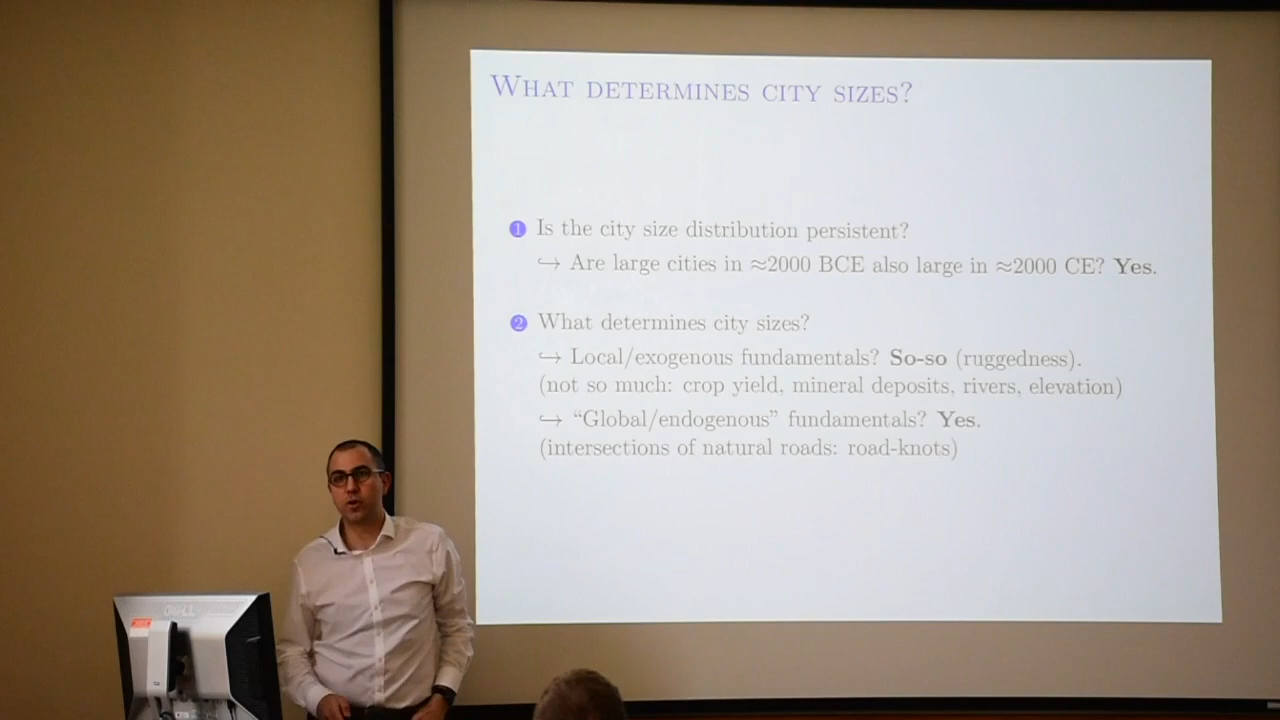 WHAT DETERMINES CITY SIZES?
1 Is the city size distribution persistent?
↪ Are large cities in ≈2000 BCE also large in ≈2000 CE? Yes.
2 What determines city sizes?
↪ Local/exogenous fundamentals? So-so (ruggedness).
(not so much: crop yield, mineral deposits, rivers, elevation)
↪ “Global/endogenous” fundamentals? Yes.
(intersections of natural roads: road-knots)
DELL